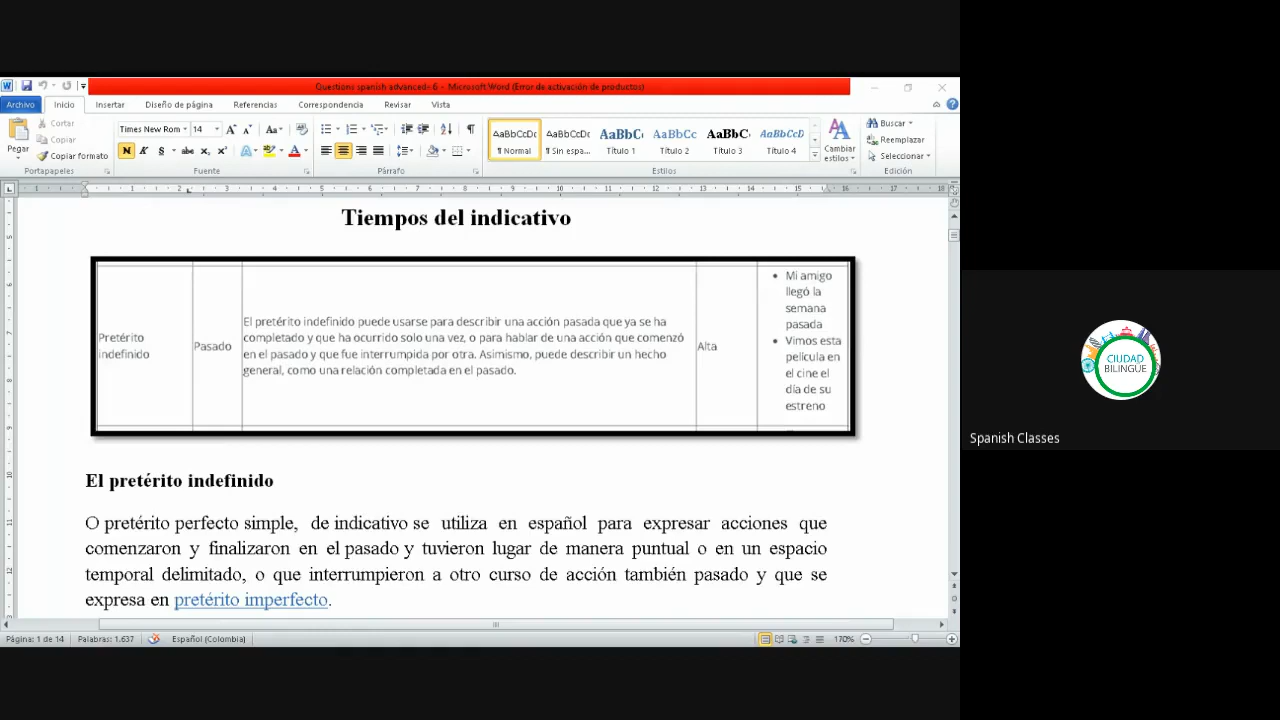 Questions spanish advanced- 6 - Microsoft Word (Error de activación de productos)
Archivo Inicio Insertar Diseño de página Referencias Correspondencia Revisar Vista
Pegar
Cortar
Copiar
Copiar formato
Portapapeles
Times New Rom 14
Fuente
Párrafo
AaBbCcDc AaBbCcDc AaBbC AaBbCc AaBbC AaBbCcD
¶ Normal ¶ Sin espa... Título 1 Título 2 Título 3 Título 4
Cambiar
estilos
Estilos
Buscar
Reemplazar
Seleccionar
Edición
Tiempos del indicativo
Pretérito
indefinido
Pasado
El pretérito indefinido puede usarse para describir una acción pasada que ya se ha
completado y que ha ocurrido solo una vez, o para hablar de una acción que comenzó
en el pasado y que fue interrumpida por otra. Asimismo, puede describir un hecho
general, como una relación completada en el pasado.
Alta
• Mi amigo
llegó la
semana
pasada
• Vimos esta
película en
el cine el
día de su
estreno
El pretérito indefinido
O pretérito perfecto simple, de indicativo se utiliza en español para expresar acciones que
comenzaron y finalizaron en el pasado y tuvieron lugar de manera puntual o en un espacio
temporal delimitado, o que interrumpieron a otro curso de acción también pasado y que se
expresa en pretérito imperfecto.
Página: 1 de 14 Palabras: 1.637 Español (Colombia) 170%
CIUDAD
BILINGÜE
Spanish Classes